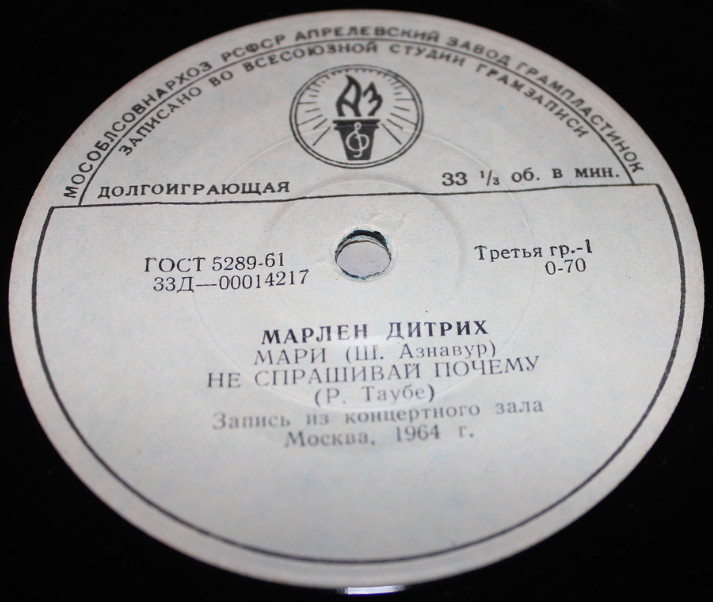 МОСОБЛСОВНАРХОЗ РСФСР АПРЕЛЕВСКИЙ ЗАВОД ГРАМПЛАСТИНОК
ЗАПИСАНО ВО ВСЕСОЮЗНОЙ СТУДИИ ГРАМЗАПИСИ
АЗ
ДОЛГОИГРАЮЩАЯ 33 ⅓ об. в мин.
ГОСТ 5289-61 Третья гр.-1
33Д—00014217 0-70
МАРЛЕН ДИТРИХ
МАРИ (Ш. Азнавур)
НЕ СПРАШИВАЙ ПОЧЕМУ
(Р. Таубе)
Запись из концертного зала
Москва, 1964 г.